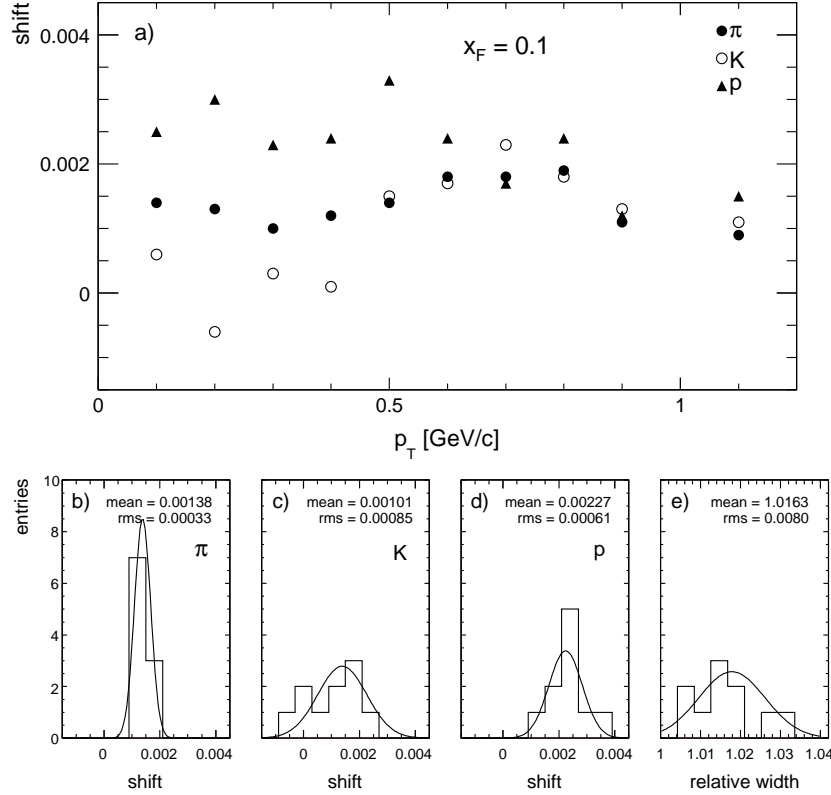 shift
0.004
0.002
0
a)
x_F = 0.1
π
K
p
0
0.5
1
p_T [GeV/c]
entries
10
8
6
4
2
0
b)
mean = 0.00138
rms = 0.00033
π
0
0.002
0.004
shift
c)
mean = 0.00101
rms = 0.00085
K
0
0.002
0.004
shift
d)
mean = 0.00227
rms = 0.00061
p
0
0.002
0.004
shift
e)
mean = 1.0163
rms = 0.0080
1
1.01
1.02
1.03
1.04
relative width